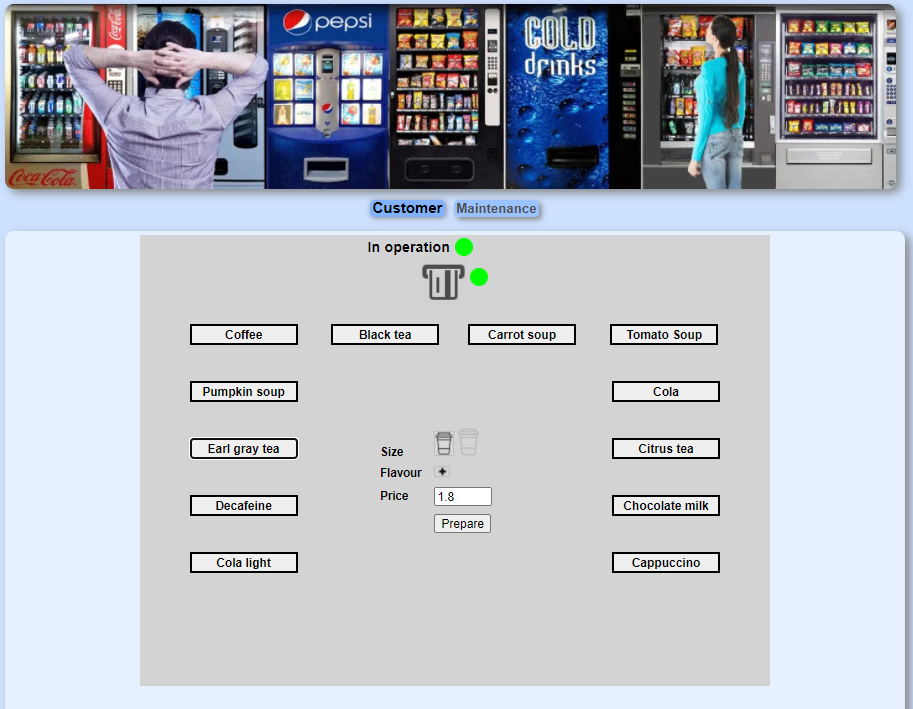 pepsi
COLD
drinks
Coca-Cola
Customer Maintenance
In operation
Coffee Black tea Carrot soup Tomato Soup
Pumpkin soup Cola
Earl gray tea Citrus tea
Size
Flavour +
Price 1.8
Decafeine Chocolate milk
Prepare
Cola light Cappuccino